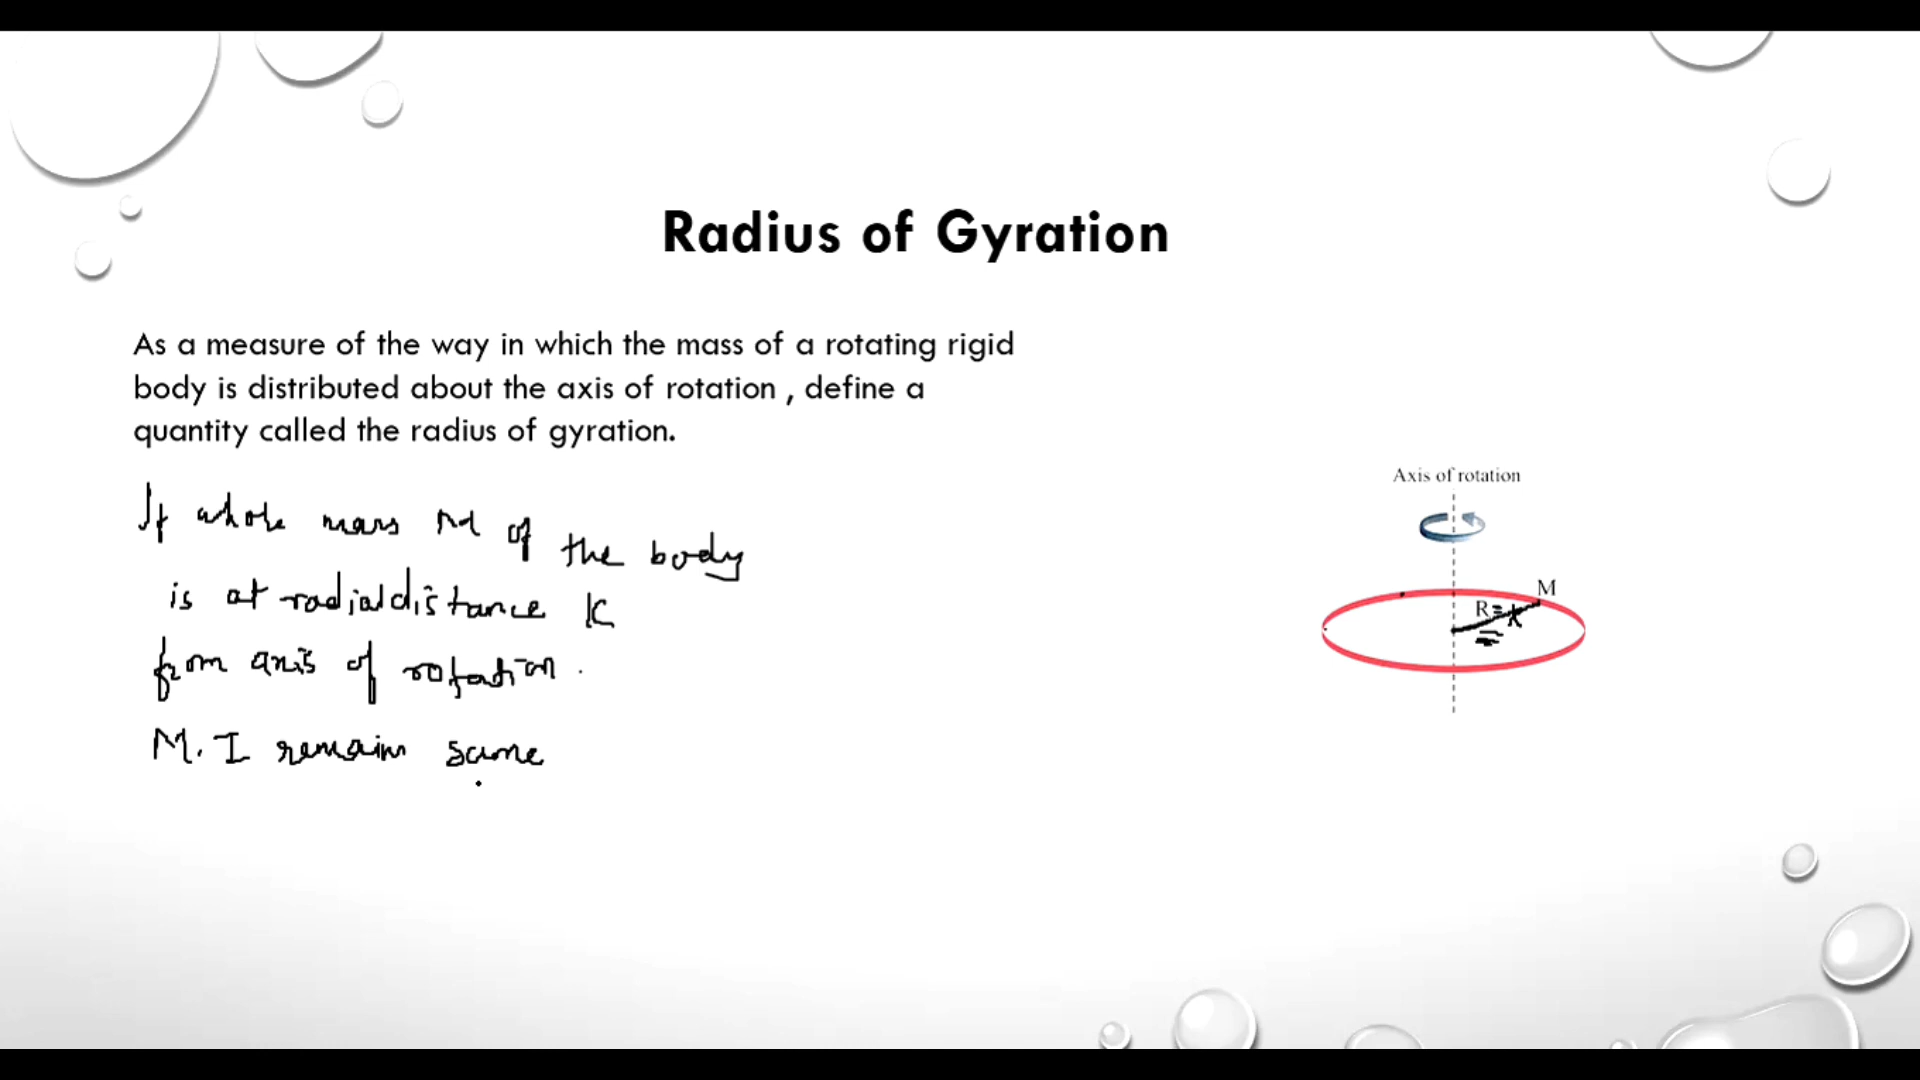 Radius of Gyration
As a measure of the way in which the mass of a rotating rigid
body is distributed about the axis of rotation , define a
quantity called the radius of gyration.
If whole mass M of the body
is at radial distance K
from axis of rotation .
M. I remain same
Axis of rotation
M
R = K